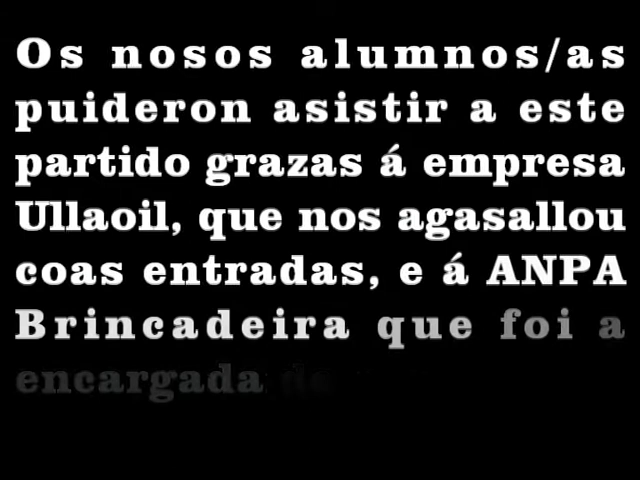 Os nosos alumnos/as
puideron asistir a este
partido grazas á empresa
Ullaoil, que nos agasallou
coas entradas, e á ANPA
Brincadeira que foi a
encargada de